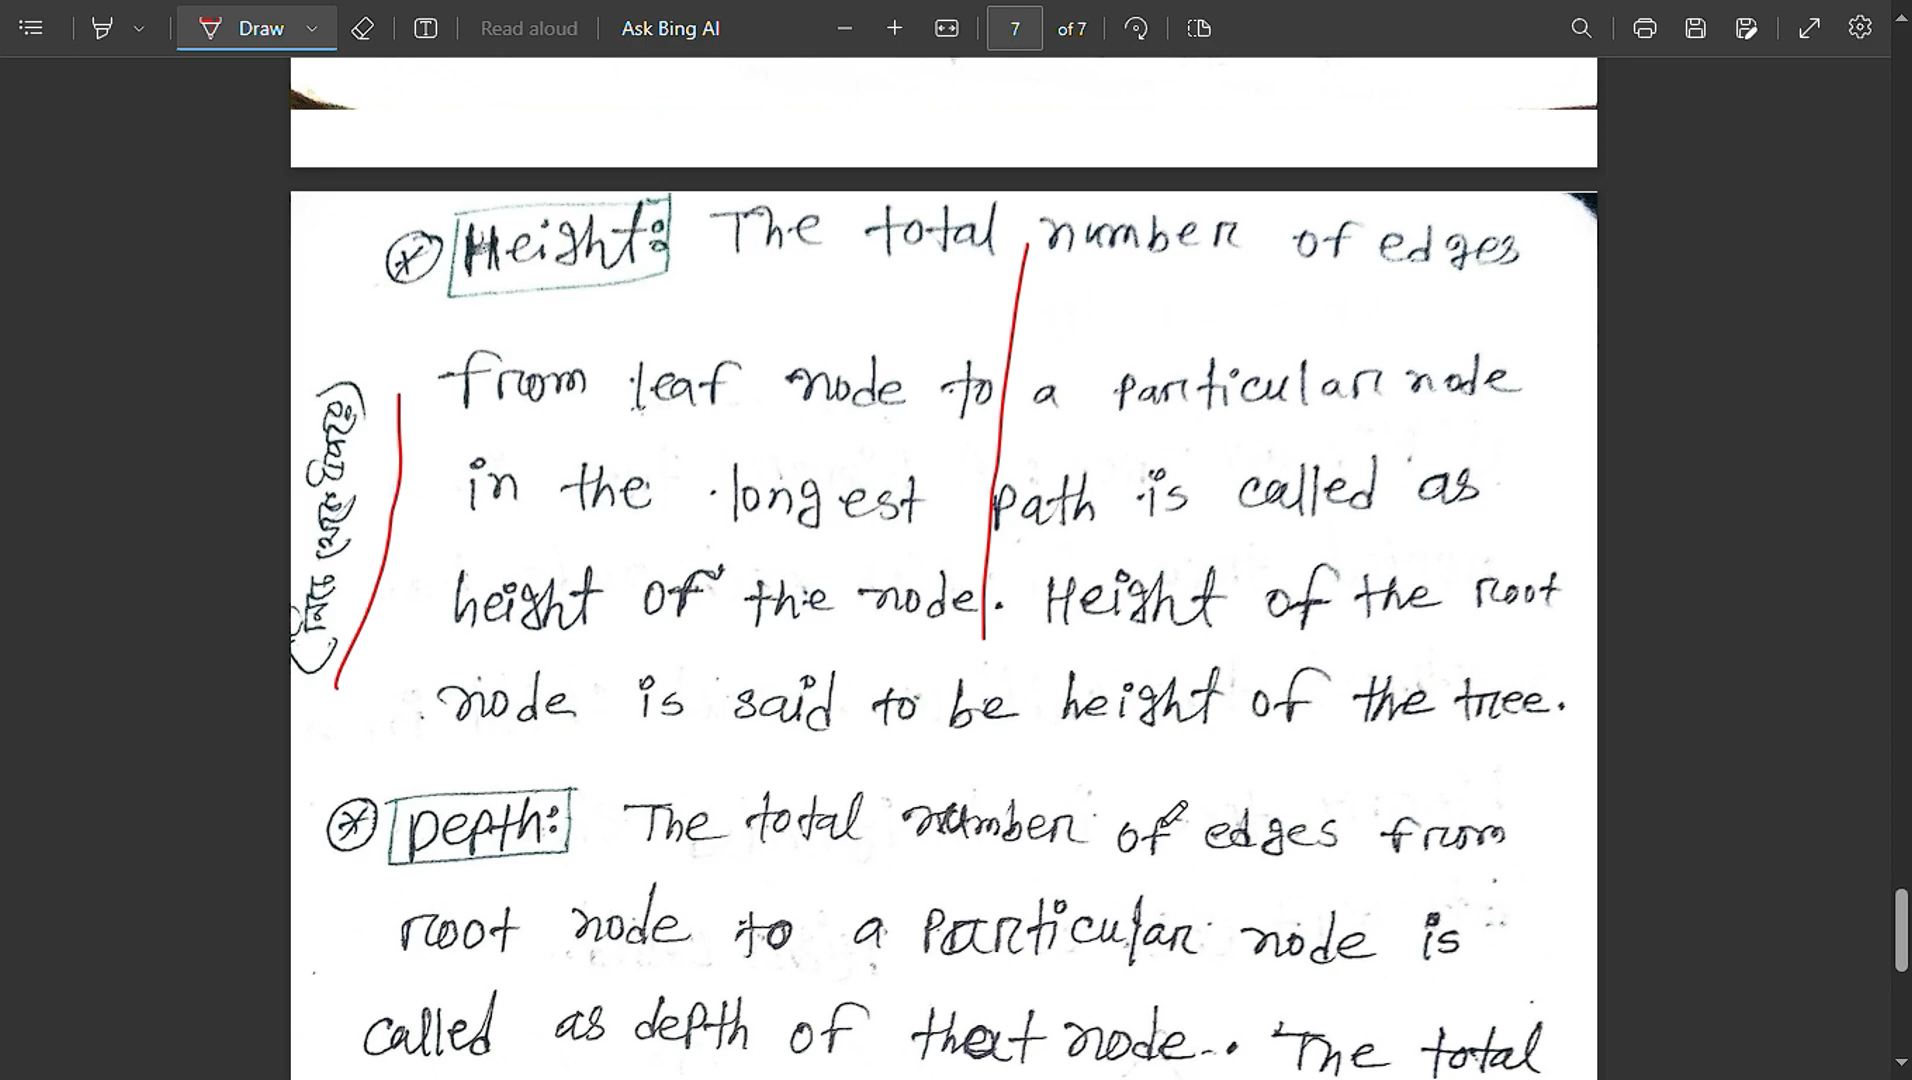 Draw
Read aloud
Ask Bing AI
7
of 7
Height: The total number of edges
from leaf node to a particular node
in the longest path is called as
height of the node. Height of the root
node is said to be height of the tree.
Depth: The total number of edges from
root node to a particular node is
called as depth of that node. The total